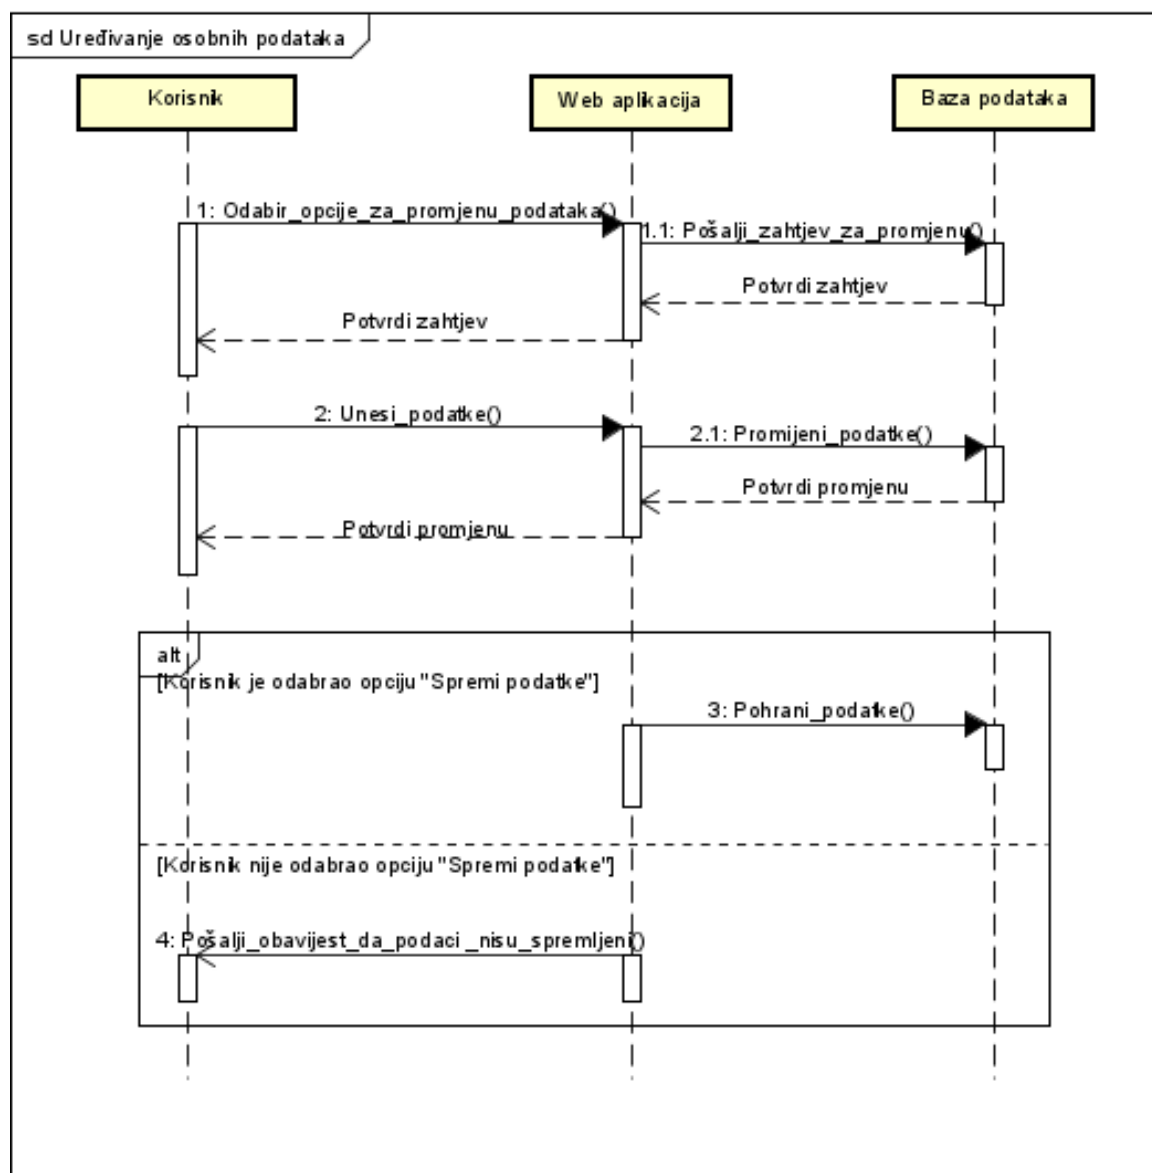 sd Uređivanje osobnih podataka
Korisnik
Web aplikacija
Baza podataka
1: Odabir_opcije_za_promjenu_podataka()
1.1: Pošalji_zahtjev_za_promjenu()
Potvrdi zahtjev
Potvrdi zahtjev
2: Unesi_podatke()
2.1: Promijeni_podatke()
Potvrdi promjenu
Potvrdi promjenu
alt
[Korisnik je odabrao opciju "Spremi podatke"]
3: Pohrani_podatke()
[Korisnik nije odabrao opciju "Spremi podatke"]
4: Pošalji_obavijest_da_podaci _nisu_spremljeni()